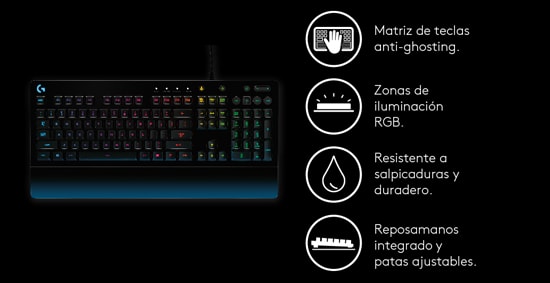 Matriz de teclas
anti-ghosting.
Zonas de
iluminación
RGB.
Resistente a
salpicaduras y
duradero.
Reposamanos
integrado y
patas ajustables.